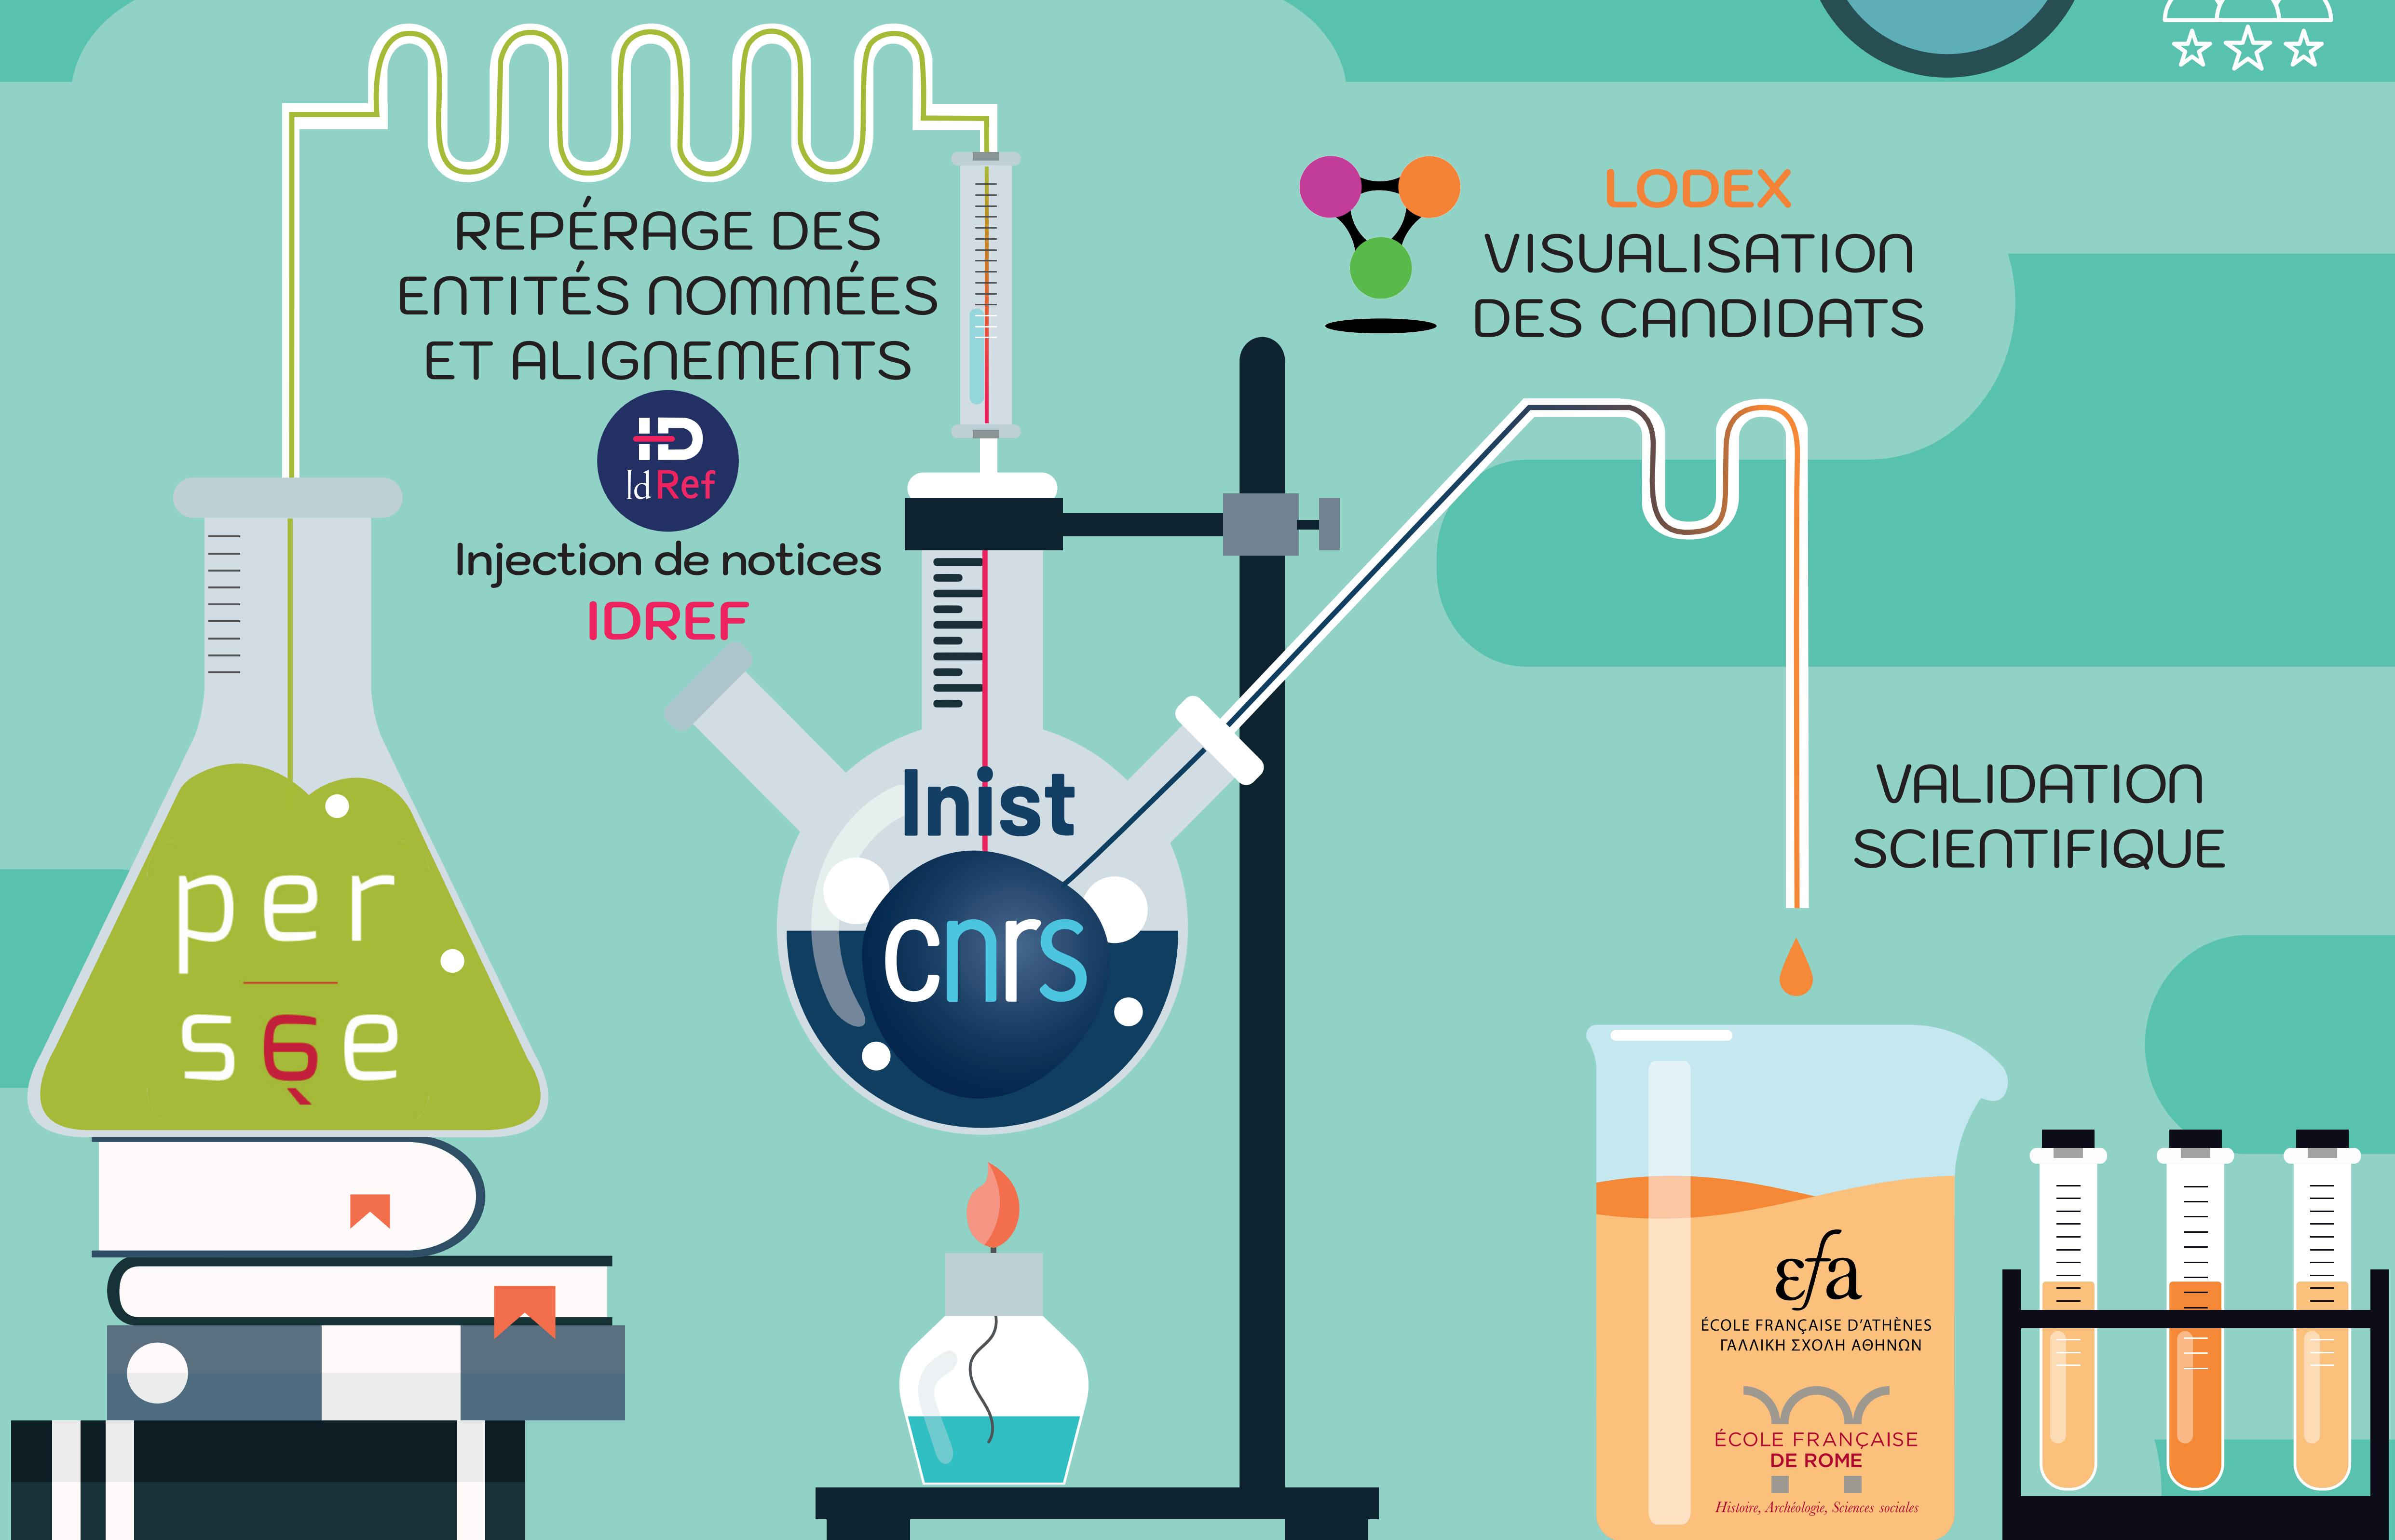 REPÉRAGE DES
ENTITÉS NOMMÉES
ET ALIGNEMENTS
ID
IdRef
Injection de notices
IDREF
LODEX
VISUALISATION
DES CANDIDATS
VALIDATION
SCIENTIFIQUE
per
sée
Inist
cnrs
εfa
ÉCOLE FRANÇAISE D'ATHÈNES
ΓΑΛΛΙΚΗ ΣΧΟΛΗ ΑΘΗΝΩΝ
ÉCOLE FRANÇAISE
DE ROME
Histoire, Archéologie, Sciences sociales